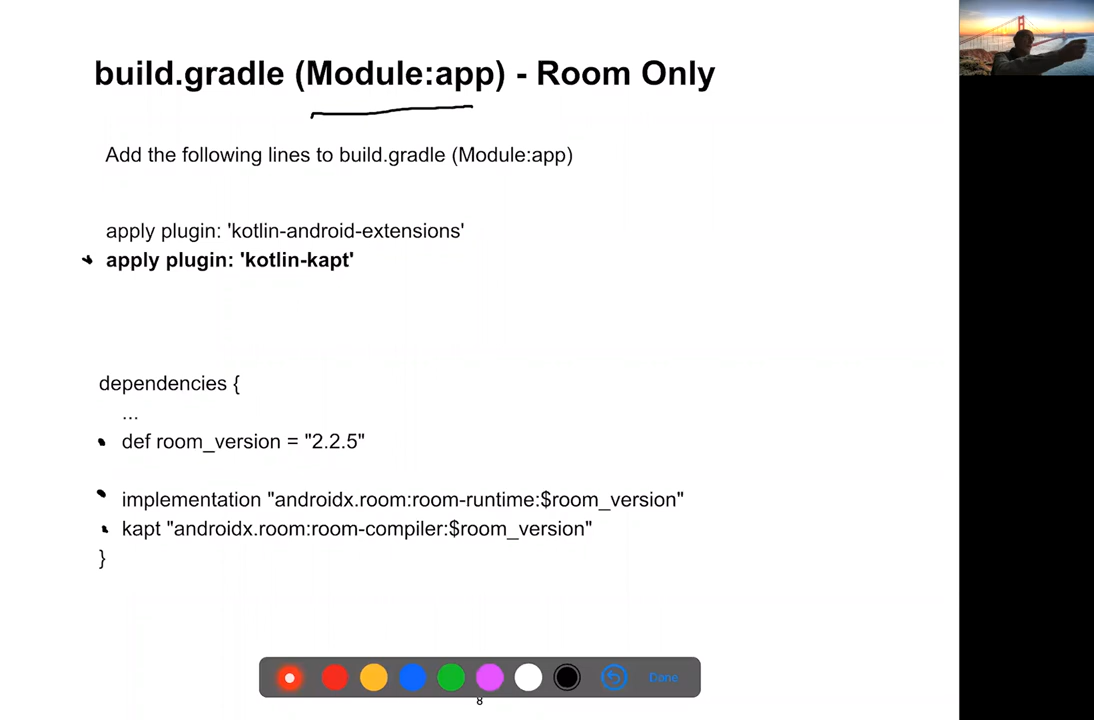 build.gradle (Module:app) - Room Only
Add the following lines to build.gradle (Module:app)
apply plugin: 'kotlin-android-extensions'
apply plugin: 'kotlin-kapt'
dependencies {
...
def room_version = "2.2.5"
implementation "androidx.room:room-runtime:$room_version"
kapt "androidx.room:room-compiler:$room_version"
}
Done
8